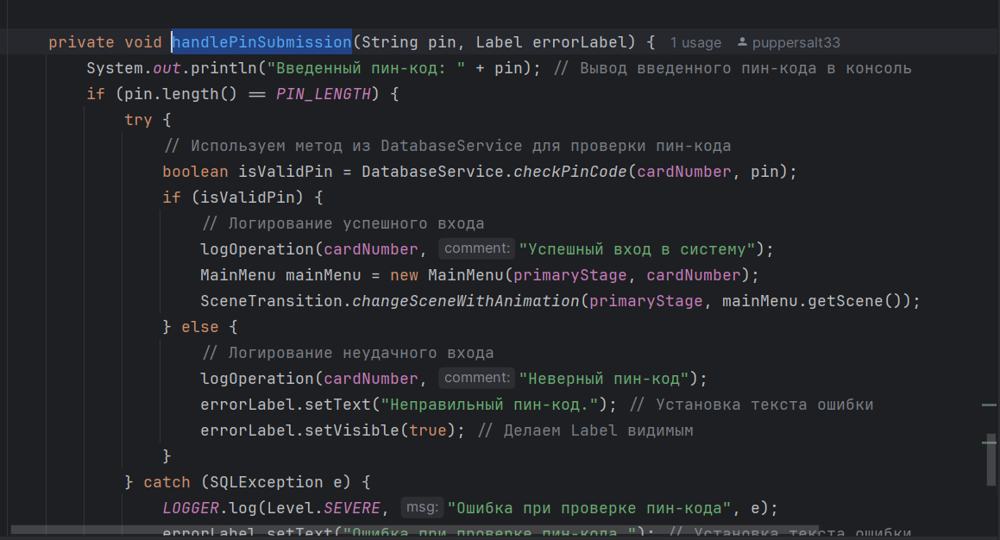 private void handlePinSubmission(String pin, Label errorLabel) { 1 usage puppersalt33
System.out.println("Введенный пин-код: " + pin); // Вывод введенного пин-кода в консоль
if (pin.length() == PIN_LENGTH) {
try {
// Используем метод из DatabaseService для проверки пин-кода
boolean isValidPin = DatabaseService.checkPinCode(cardNumber, pin);
if (isValidPin) {
// Логирование успешного входа
logOperation(cardNumber, comment: "Успешный вход в систему");
MainMenu mainMenu = new MainMenu(primaryStage, cardNumber);
SceneTransition.changeSceneWithAnimation(primaryStage, mainMenu.getScene());
} else {
// Логирование неудачного входа
logOperation(cardNumber, comment: "Неверный пин-код");
errorLabel.setText("Неправильный пин-код."); // Установка текста ошибки
errorLabel.setVisible(true); // Делаем Label видимым
}
} catch (SQLException e) {
LOGGER.log(Level.SEVERE, msg: "Ошибка при проверке пин-кода", e);
errorLabel.setText("Ошибка при проверке пин-кода."); // Установка текста ошибки